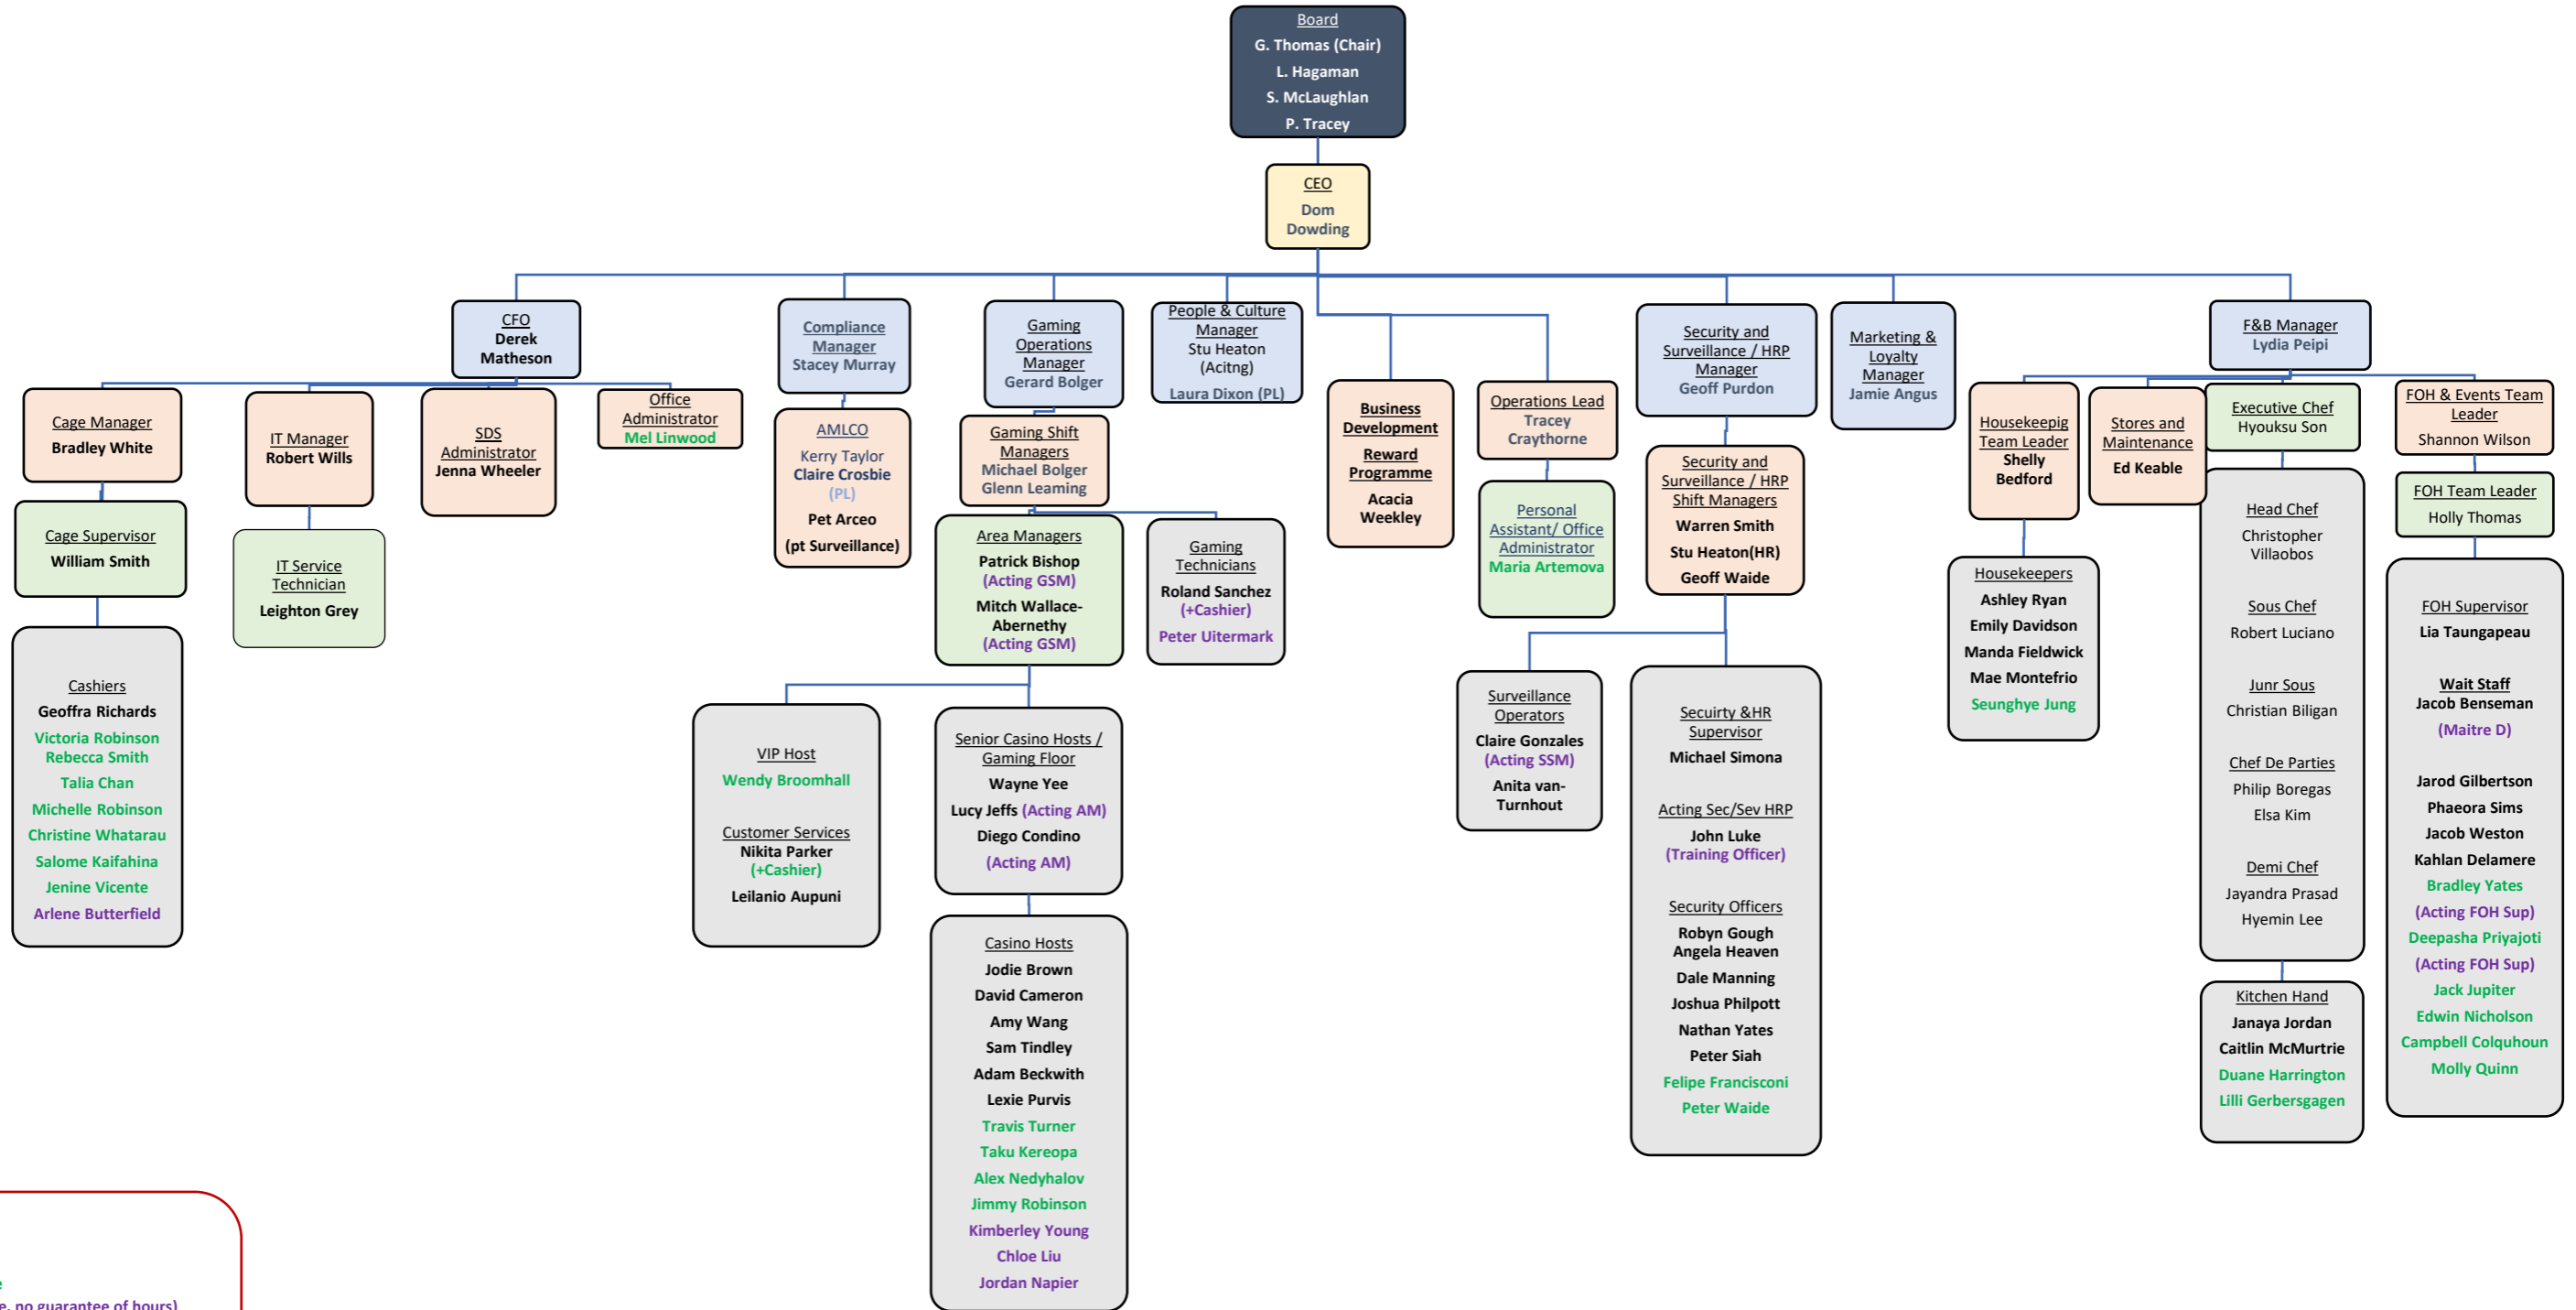 Board
G. Thomas (Chair)
L. Hagaman
S. McLaughlan
P. Tracey
CEO
Dom
Dowding
CFO
Derek
Matheson
Compliance
Manager
Stacey Murray
Gaming
Operations
Manager
Gerard Bolger
People & Culture
Manager
Stu Heaton
(Acitng)
Laura Dixon (PL)
Business
Development
Reward
Programme
Acacia
Weekley
Operations Lead
Tracey
Craythorne
Security and
Surveillance / HRP
Manager
Geoff Purdon
Marketing &
Loyalty
Manager
Jamie Angus
F&B Manager
Lydia Peipi
Cage Manager
Bradley White
IT Manager
Robert Wills
SDS
Administrator
Jenna Wheeler
Office
Administrator
Mel Linwood
AMLCO
Kerry Taylor
Claire Crosbie
(PL)
Pet Arceo
(pt Surveillance)
Gaming Shift
Managers
Michael Bolger
Glenn Leaming
Personal
Assistant/ Office
Administrator
Maria Artemova
Security and
Surveillance / HRP
Shift Managers
Warren Smith
Stu Heaton(HR)
Geoff Waide
Housekeepig
Team Leader
Shelly
Bedford
Stores and
Maintenance
Ed Keable
Executive Chef
Hyouksu Son
FOH & Events Team
Leader
Shannon Wilson
FOH Team Leader
Holly Thomas
Cage Supervisor
William Smith
IT Service
Technician
Leighton Grey
Area Managers
Patrick Bishop
(Acting GSM)
Mitch Wallace-
Abernethy
(Acting GSM)
Gaming
Technicians
Roland Sanchez
(+Cashier)
Peter Uitermark
Cashiers
Geoffra Richards
Victoria Robinson
Rebecca Smith
Talia Chan
Michelle Robinson
Christine Whatarau
Salome Kaifahina
Jenine Vicente
Arlene Butterfield
VIP Host
Wendy Broomhall
Customer Services
Nikita Parker
(+Cashier)
Leilanio Aupuni
Senior Casino Hosts /
Gaming Floor
Wayne Yee
Lucy Jeffs (Acting AM)
Diego Condino
(Acting AM)
Casino Hosts
Jodie Brown
David Cameron
Amy Wang
Sam Tindley
Adam Beckwith
Lexie Purvis
Travis Turner
Taku Kereopa
Alex Nedyhalov
Jimmy Robinson
Kimberley Young
Chloe Liu
Jordan Napier
Surveillance
Operators
Claire Gonzales
(Acting SSM)
Anita van-
Turnhout
Secuirty &HR
Supervisor
Michael Simona
Acting Sec/Sev HRP
John Luke
(Training Officer)
Security Officers
Robyn Gough
Angela Heaven
Dale Manning
Joshua Philpott
Nathan Yates
Peter Siah
Felipe Francisconi
Peter Waide
Housekeepers
Ashley Ryan
Emily Davidson
Manda Fieldwick
Mae Montefrio
Seunghye Jung
Head Chef
Christopher
Villaobos
Sous Chef
Robert Luciano
Junr Sous
Christian Biligan
Chef De Parties
Philip Boregas
Elsa Kim
Demi Chef
Jayandra Prasad
Hyemin Lee
Kitchen Hand
Janaya Jordan
Caitlin McMurtrie
Duane Harrington
Lilli Gerbersgagen
FOH Supervisor
Lia Taungapeau
Wait Staff
Jacob Benseman
(Maitre D)
Jarod Gilbertson
Phaeora Sims
Jacob Weston
Kahlan Delamere
Bradley Yates
(Acting FOH Sup)
Deepasha Priyajoti
(Acting FOH Sup)
Jack Jupiter
Edwin Nicholson
Campbell Colquhoun
Molly Quinn
no guarantee of hours)